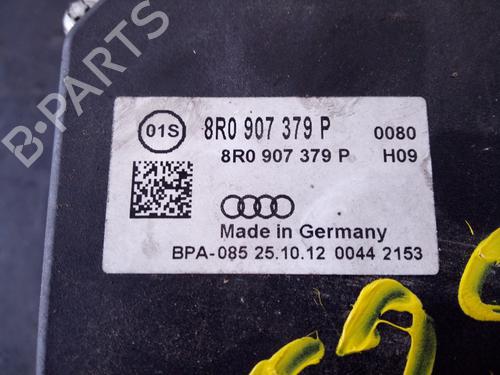 01S
8R0 907 379 P 0080
8R0 907 379 P H09
Made in Germany
BPA-085 25.10.12 0044 2153